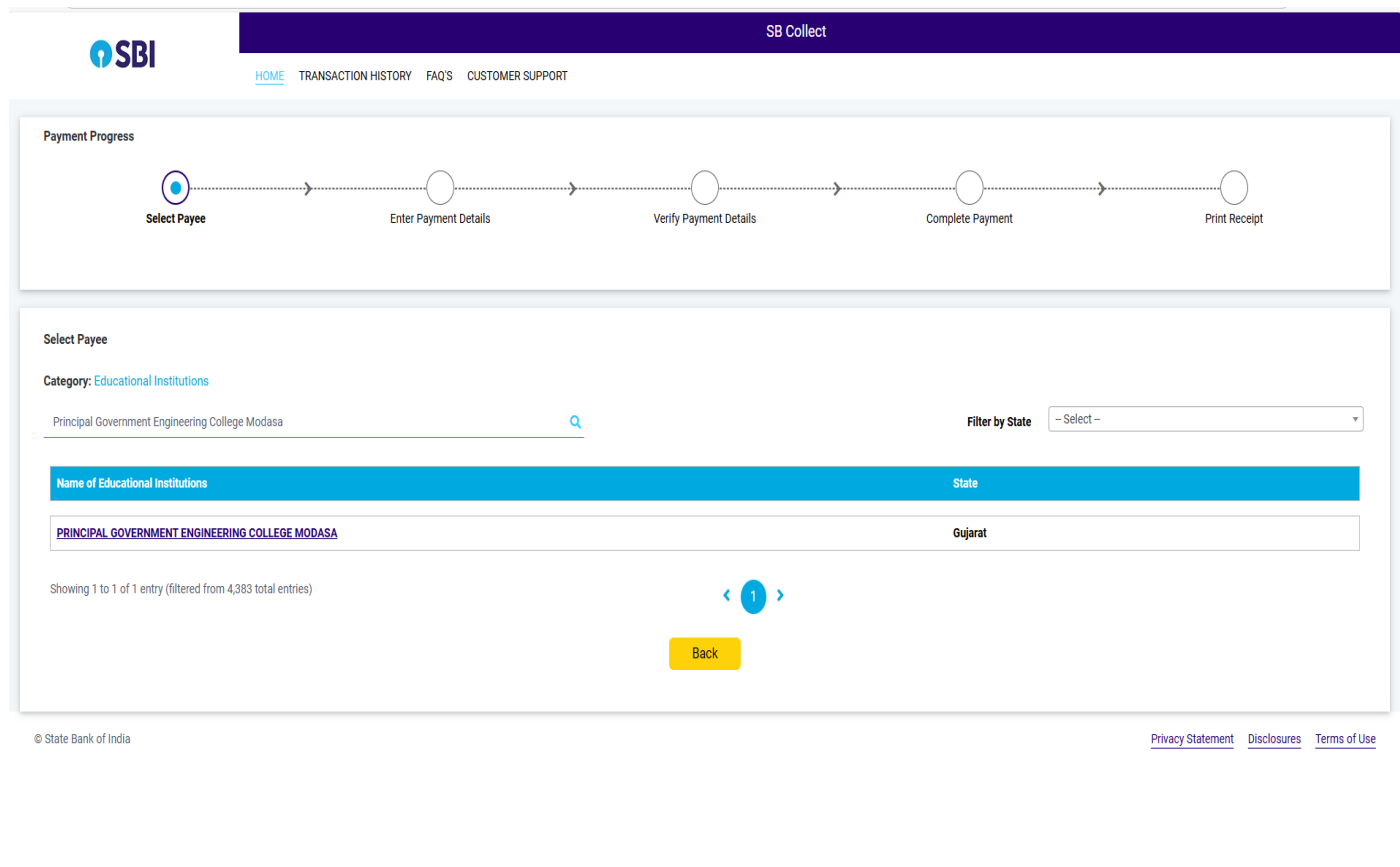 SBI
SB Collect
HOME TRANSACTION HISTORY FAQ'S CUSTOMER SUPPORT
Payment Progress
Select Payee Enter Payment Details Verify Payment Details Complete Payment Print Receipt
Select Payee
Category: Educational Institutions
Principal Government Engineering College Modasa
Filter by State -- Select --
Name of Educational Institutions State
PRINCIPAL GOVERNMENT ENGINEERING COLLEGE MODASA Gujarat
Showing 1 to 1 of 1 entry (filtered from 4,383 total entries)
1
Back
© State Bank of India Privacy Statement Disclosures Terms of Use